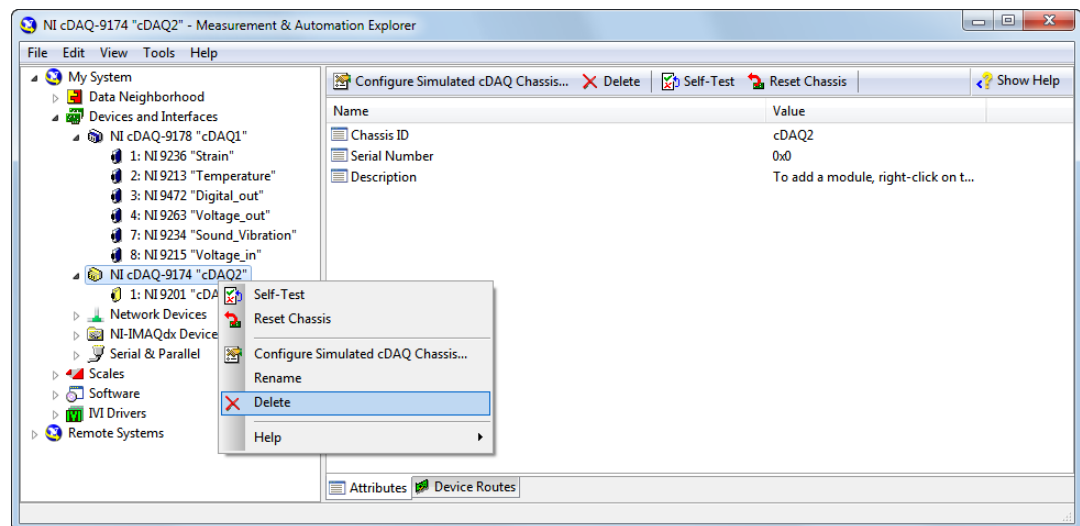 NI cDAQ-9174 "cDAQ2" - Measurement & Automation Explorer
File Edit View Tools Help
My System
Data Neighborhood
Devices and Interfaces
NI cDAQ-9178 "cDAQ1"
1: NI 9236 "Strain"
2: NI 9213 "Temperature"
3: NI 9472 "Digital_out"
4: NI 9263 "Voltage_out"
7: NI 9234 "Sound_Vibration"
8: NI 9215 "Voltage_in"
NI cDAQ-9174 "cDAQ2"
1: NI 9201 "cDA
Network Devices
NI-IMAQdx Device
Serial & Parallel
Scales
Software
IVI Drivers
Remote Systems
Self-Test
Reset Chassis
Configure Simulated cDAQ Chassis...
Rename
Delete
Help
Configure Simulated cDAQ Chassis... Delete Self-Test Reset Chassis Show Help
Name Value
Chassis ID cDAQ2
Serial Number 0x0
Description To add a module, right-click on t...
Attributes Device Routes